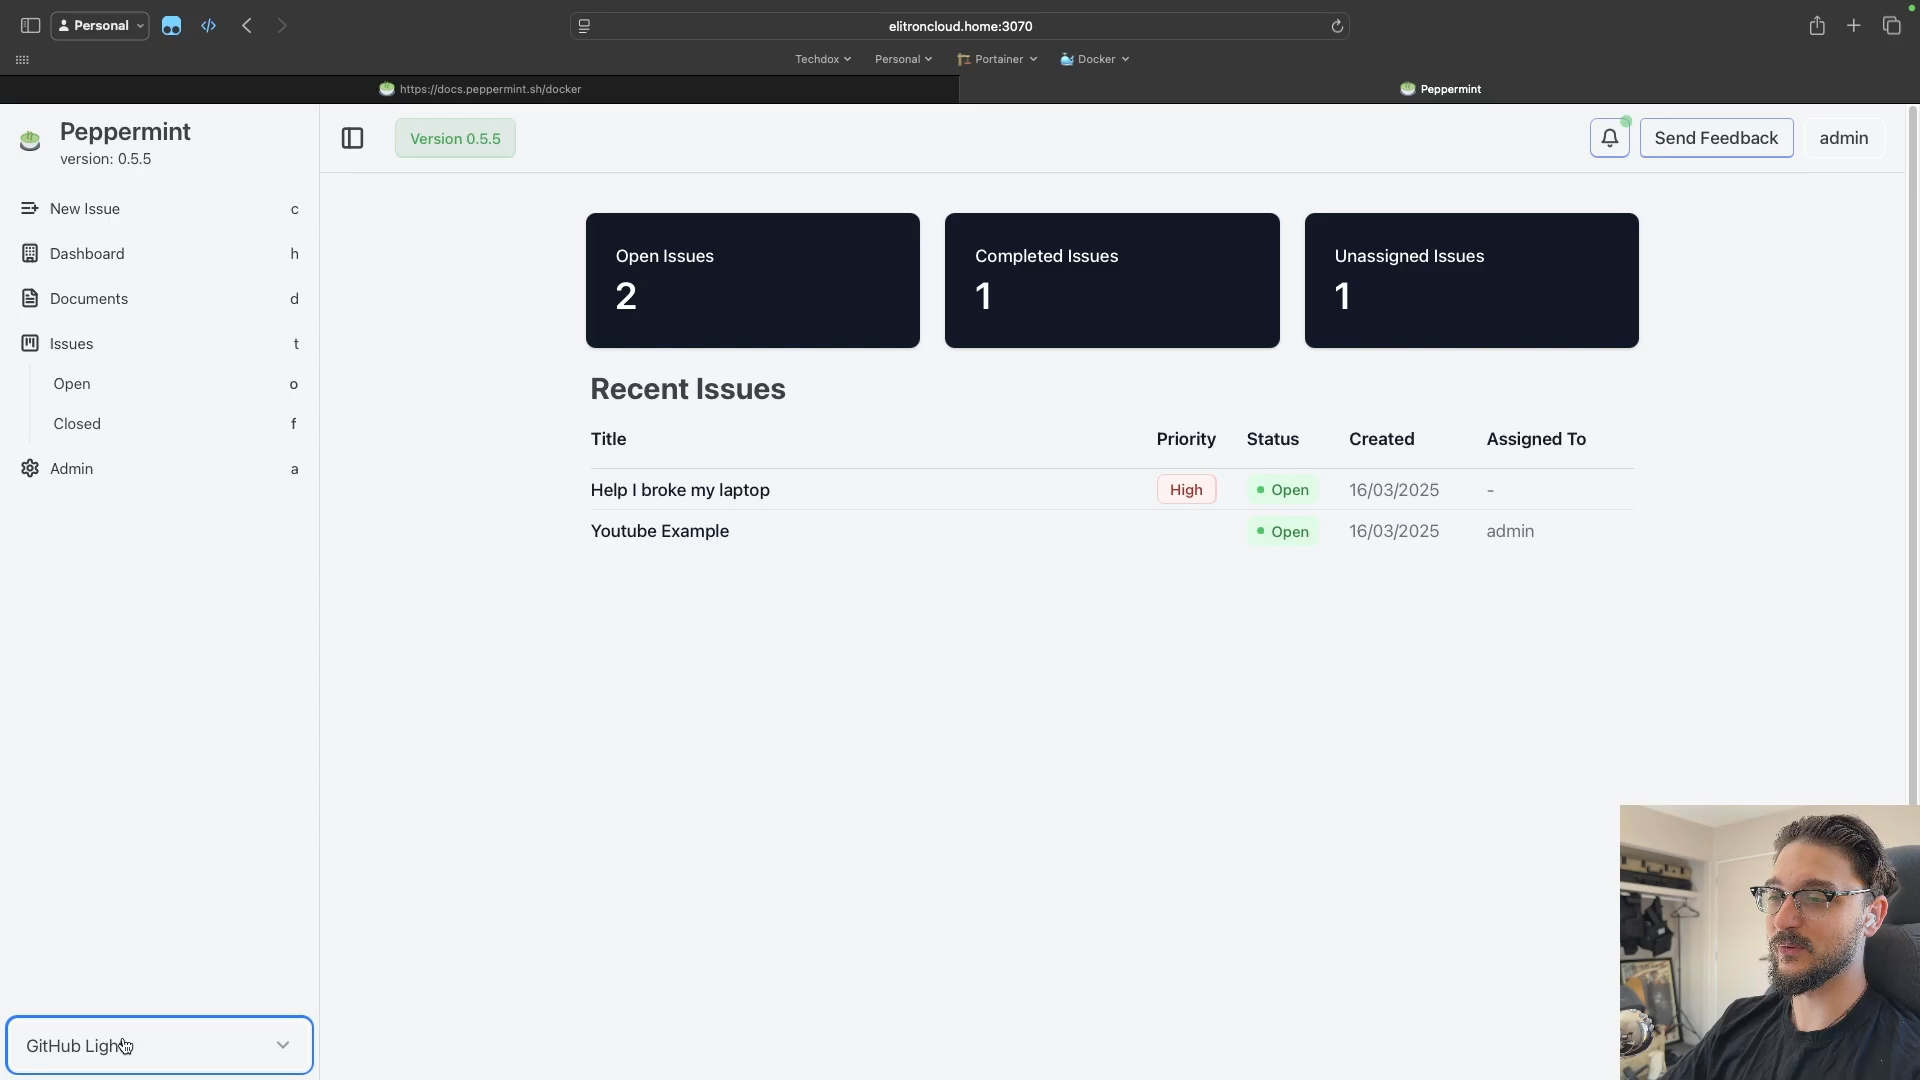 Personal
elitroncloud.home:3070
Techdox
Personal
Portainer
Docker
https://docs.peppermint.sh/docker
Peppermint
Peppermint
version: 0.5.5
New Issue c
Dashboard h
Documents d
Issues t
Open o
Closed f
Admin a
GitHub Light
Version 0.5.5
Send Feedback
admin
Open Issues
2
Completed Issues
1
Unassigned Issues
1
Recent Issues
Title Priority Status Created Assigned To
Help I broke my laptop High Open 16/03/2025 -
Youtube Example Open 16/03/2025 admin